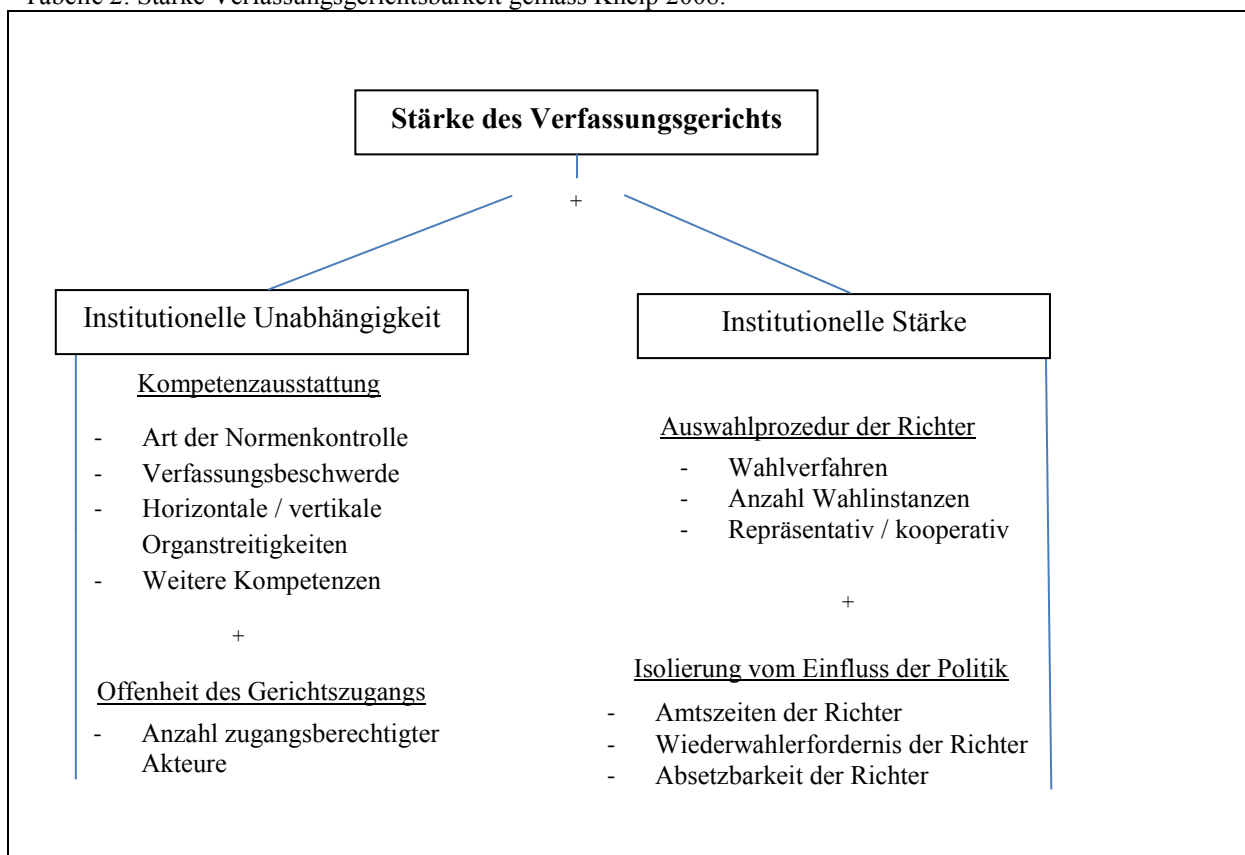 Tabelle 2: Stärke Verfassungsgerichtsbarkeit gemäss Kneip 2008.
Stärke des Verfassungsgerichts
+
Institutionelle Unabhängigkeit
Kompetenzausstattung
- Art der Normenkontrolle
- Verfassungsbeschwerde
- Horizontale / vertikale
Organstreitigkeiten
- Weitere Kompetenzen
+
Offenheit des Gerichtszugangs
- Anzahl zugangsberechtigter
Akteure
Institutionelle Stärke
Auswahlprozedur der Richter
- Wahlverfahren
- Anzahl Wahlinstanzen
- Repräsentativ / kooperativ
+
Isolierung vom Einfluss der Politik
- Amtszeiten der Richter
- Wiederwahlerfordernis der Richter
- Absetzbarkeit der Richter